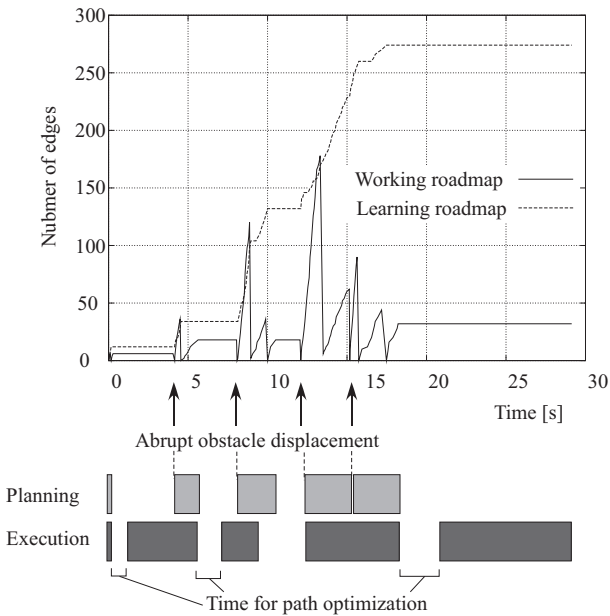 300
250
200
150
100
50
0
Nubmer of edges
Working roadmap
Learning roadmap
0 5 10 15 20 25 30
Time [s]
Abrupt obstacle displacement
Planning
Execution
Time for path optimization